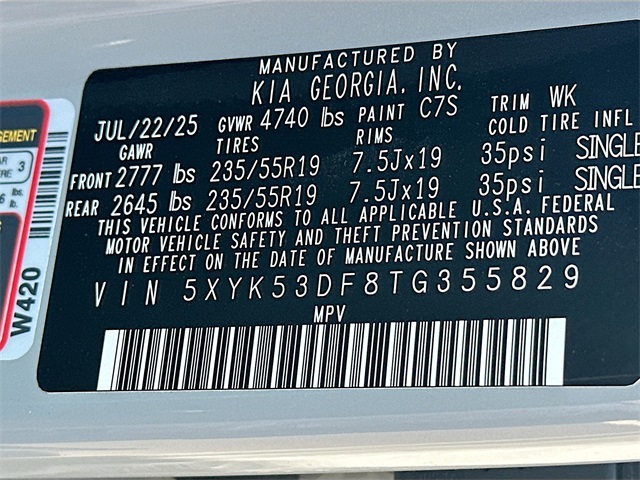 MANUFACTURED BY
KIA GEORGIA, INC.
JUL/22/25 GVWR 4740 lbs PAINT C7S TRIM WK
GAWR TIRES RIMS COLD TIRE INFL
FRONT 2777 lbs 235/55R19 7.5Jx19 35psi SINGLE
REAR 2645 lbs 235/55R19 7.5Jx19 35psi SINGLE
THIS VEHICLE CONFORMS TO ALL APPLICABLE U.S.A. FEDERAL
MOTOR VEHICLE SAFETY AND THEFT PREVENTION STANDARDS
IN EFFECT ON THE DATE OF MANUFACTURE SHOWN ABOVE
VIN 5XYK53DF8TG355829
MPV
W420
3
lbs.
lb.